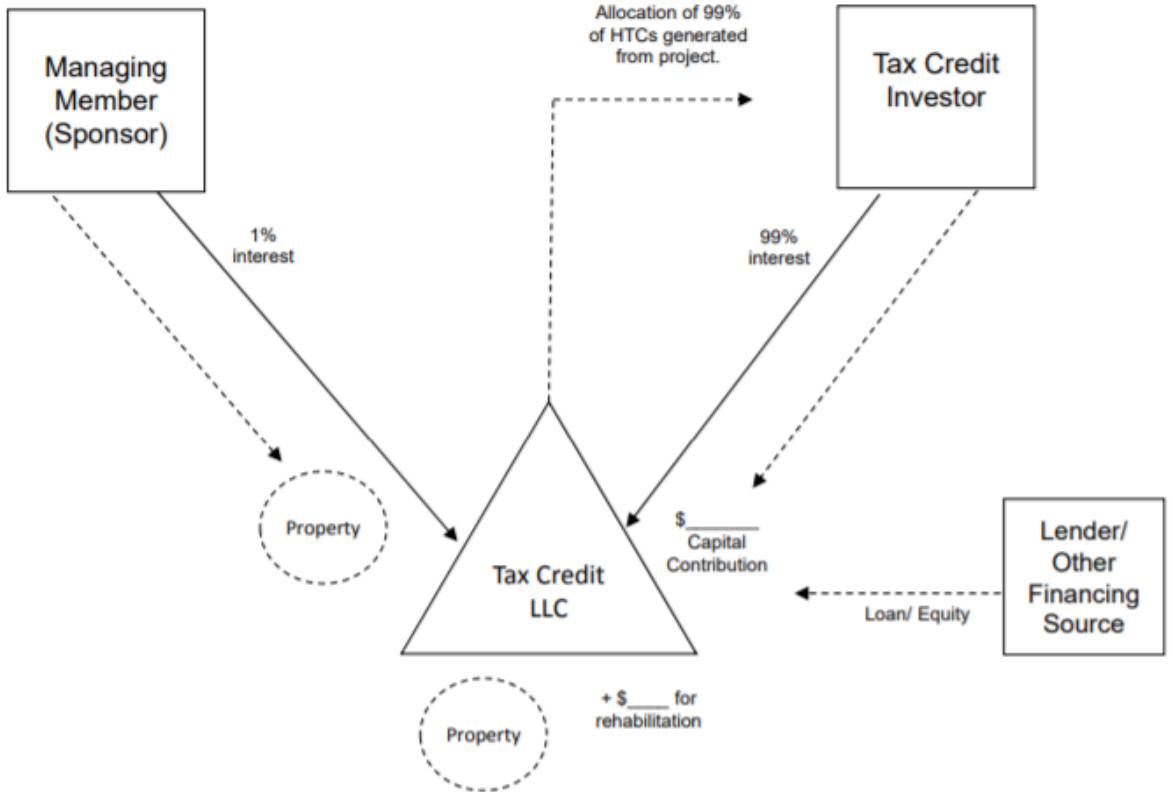 Allocation of 99%
of HTCs generated
from project.
Managing
Member
(Sponsor)
Tax Credit
Investor
1%
interest
99%
interest
Property
$_______
Capital
Contribution
Lender/
Other
Financing
Source
Tax Credit
LLC
Loan/ Equity
+ $____ for
rehabilitation
Property